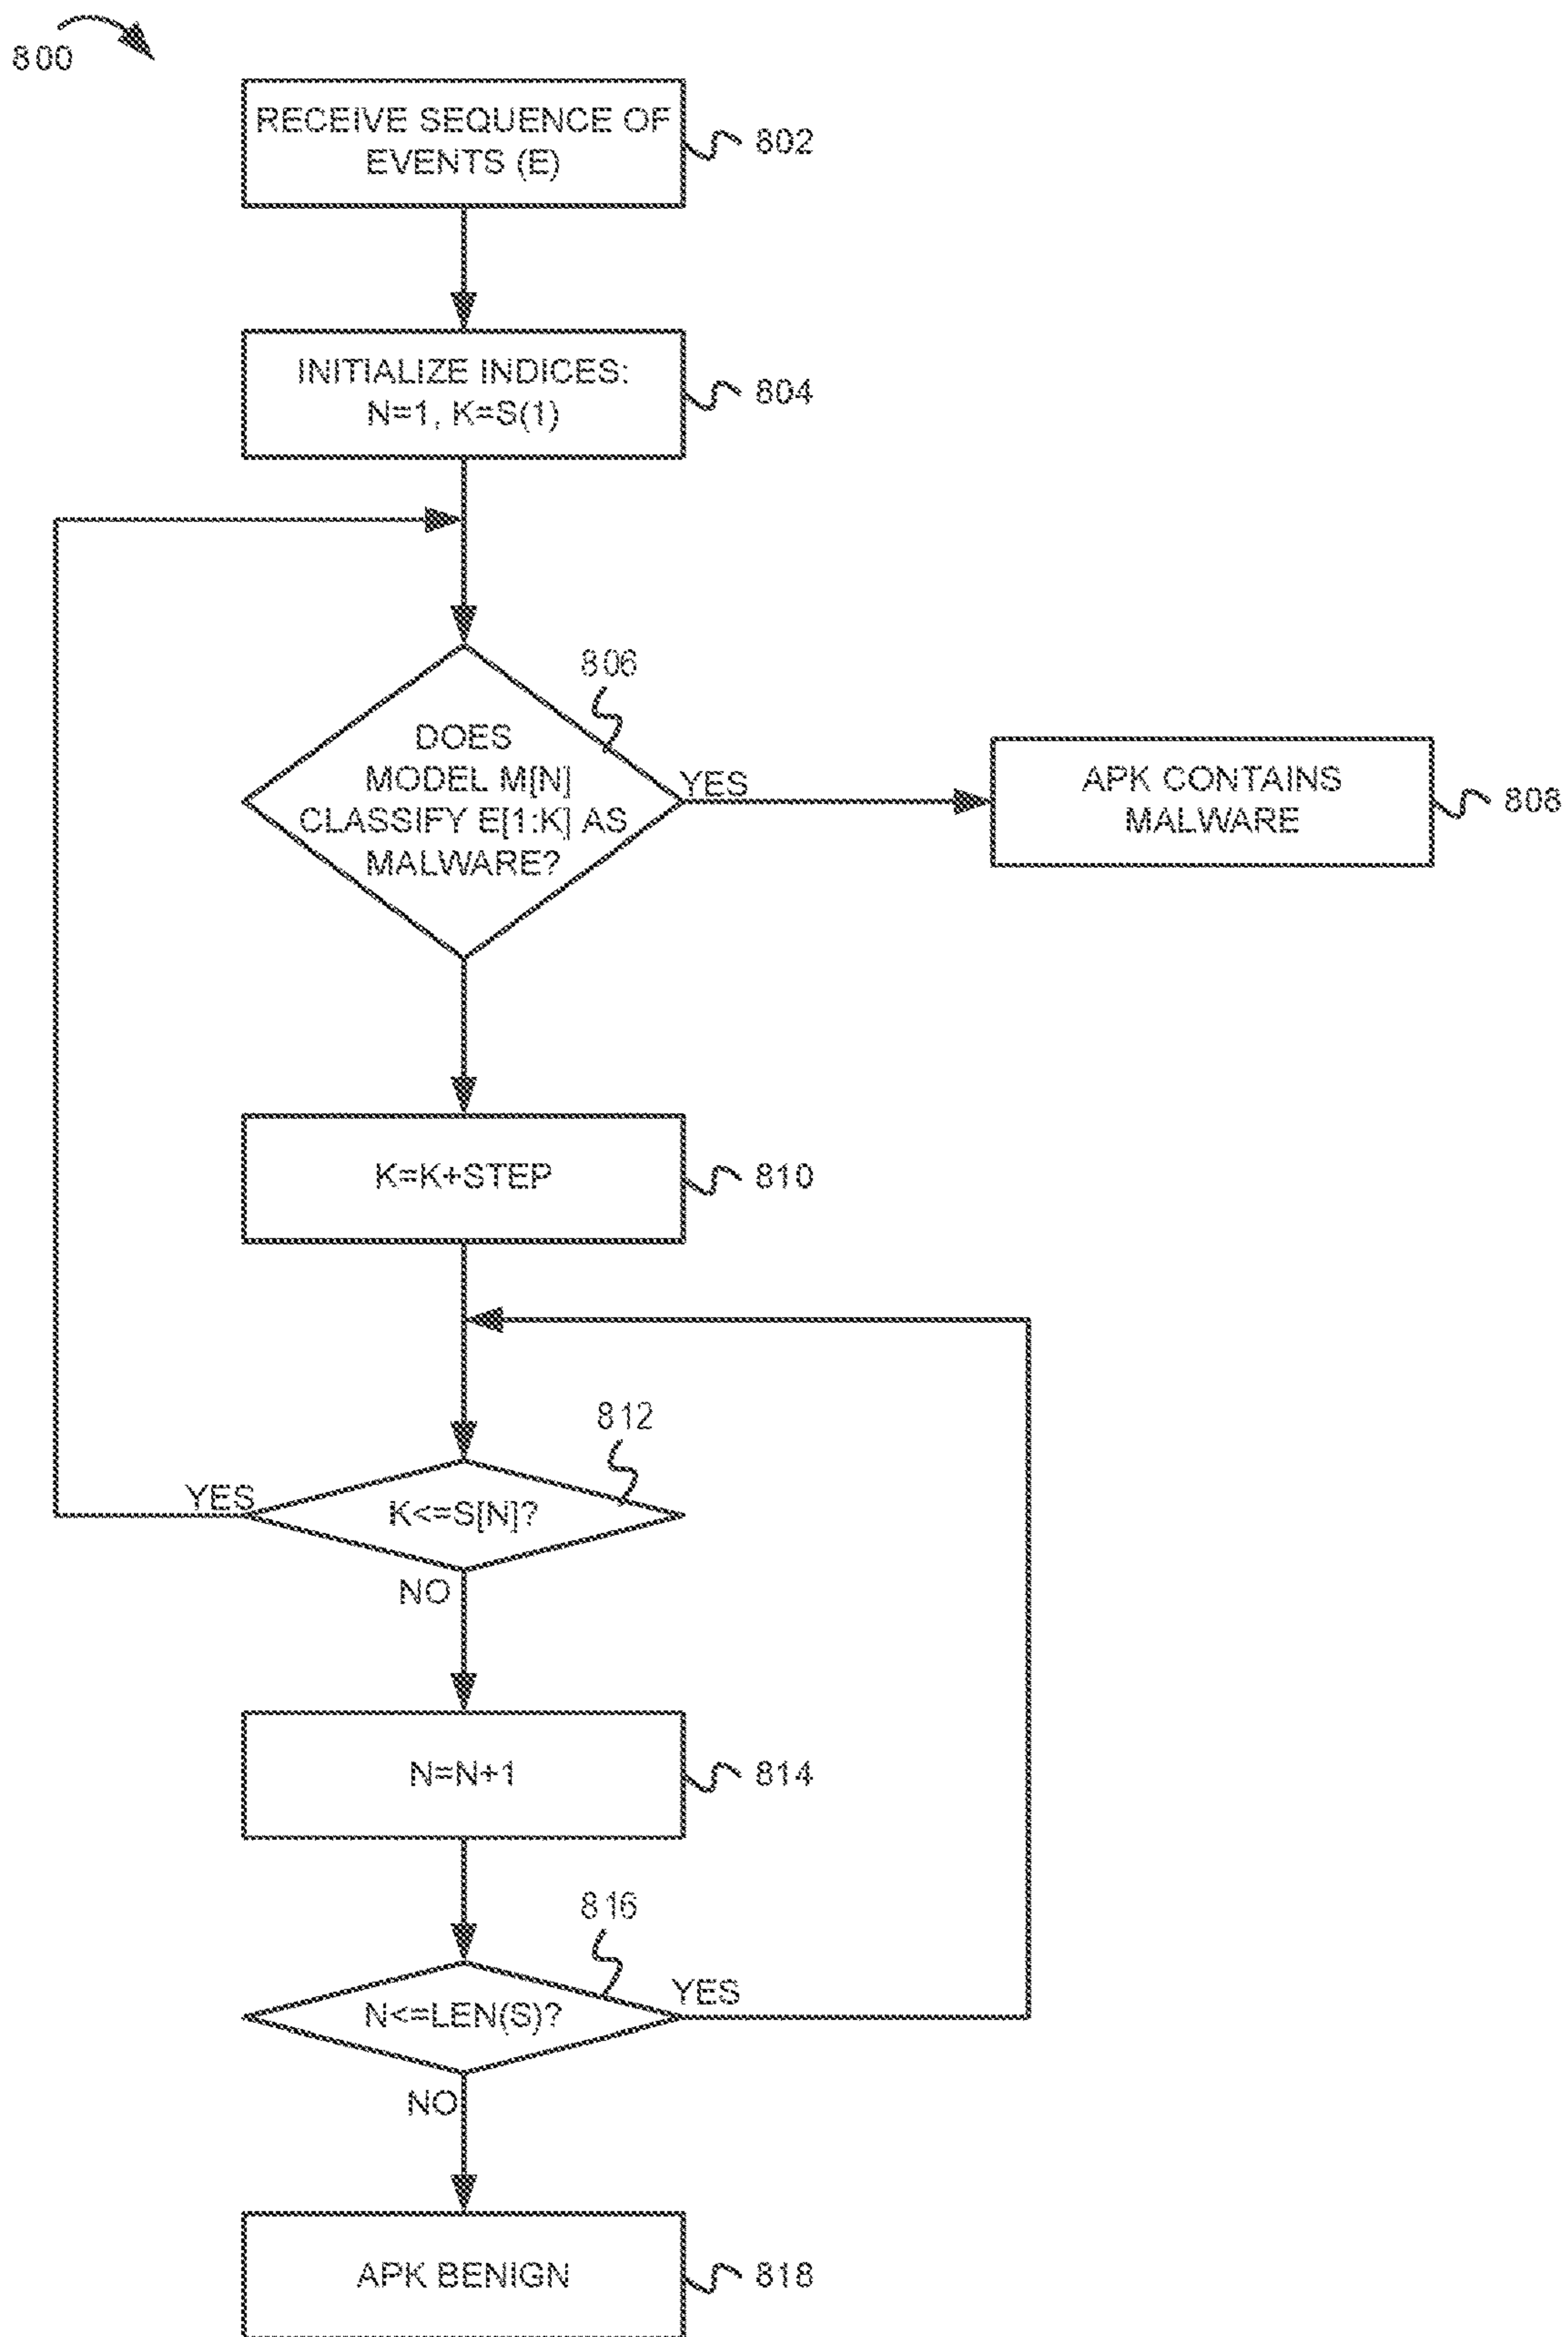 800
RECEIVE SEQUENCE OF
EVENTS (E)
802
INITIALIZE INDICES:
N=1, K=S(1)
804
806
DOES
MODEL M[N]
CLASSIFY E[1:K] AS
MALWARE?
YES
APK CONTAINS
MALWARE
808
K=K+STEP
810
812
YES
K<=S[N]?
NO
N=N+1
814
816
N<=LEN(S)?
YES
NO
APK BENIGN
818